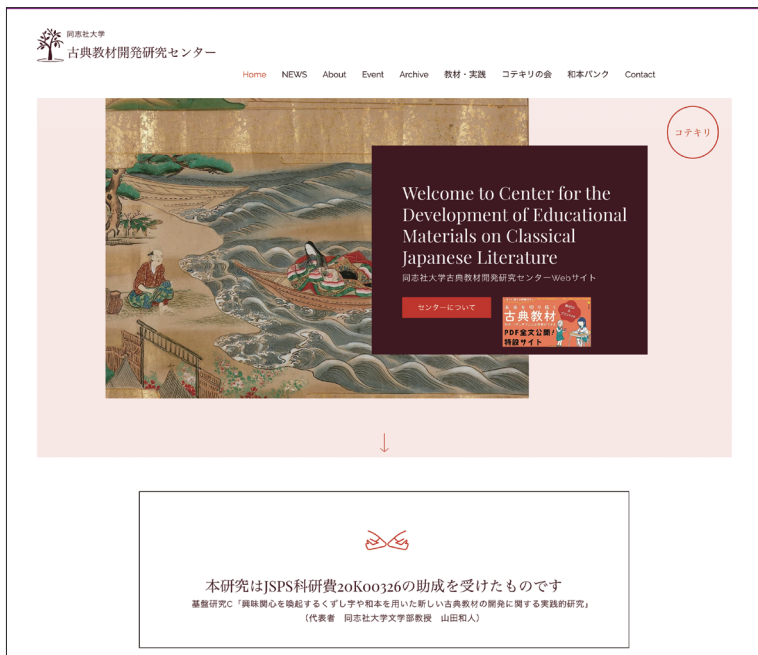 同志社大学
古典教材開発研究センター
Home NEWS About Event Archive 教材・実践 コテキリの会 和本バンク Contact
コテキリ
Welcome to Center for the
Development of Educational
Materials on Classical
Japanese Literature
同志社大学古典教材開発研究センターWebサイト
センターについて
古典教材
PDF全文公開!
特設サイト
本研究はJSPS科研費20K00326の助成を受けたものです
基盤研究C「興味関心を喚起するくずし字や和本を用いた新しい古典教材の開発に関する実践的研究」
（代表者　同志社大学文学部教授　山田和人）